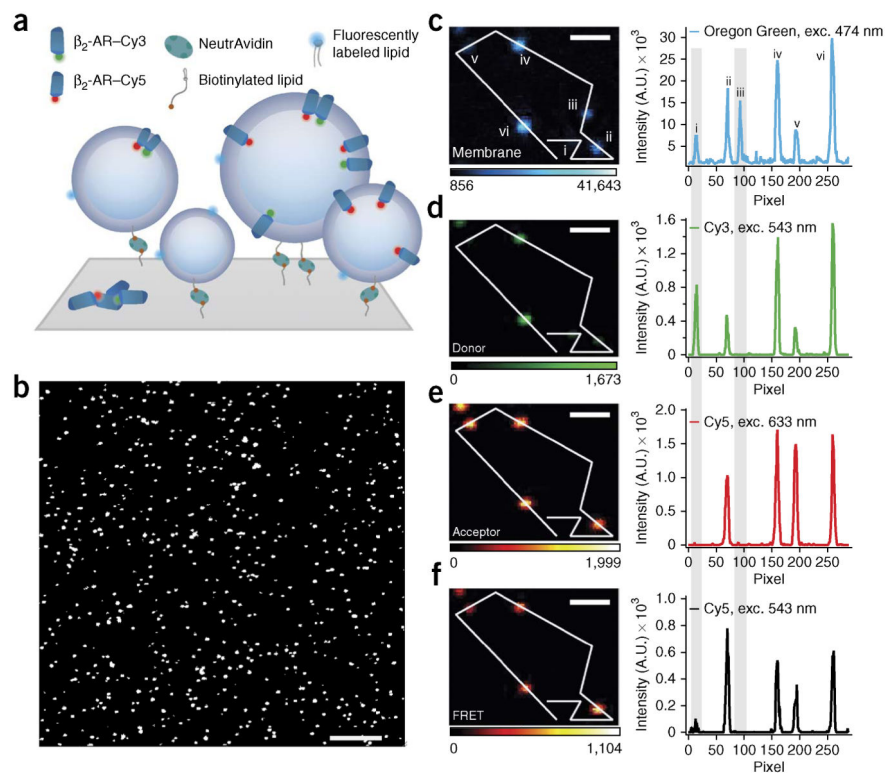 a
β2-AR–Cy3
NeutrAvidin
Fluorescently
labeled lipid
β2-AR–Cy5
Biotinylated lipid
b
c
v
iv
iii
vi
i
ii
Membrane
856
41,643
Intensity (A.U.) × 10³
30
25
20
15
10
5
Oregon Green, exc. 474 nm
i
ii
iii
iv
v
vi
0
50
100
150
200
250
Pixel
d
Donor
0
1,673
Intensity (A.U.) × 10³
1.6
1.2
0.8
0.4
0
Cy3, exc. 543 nm
0
50
100
150
200
250
Pixel
e
Acceptor
0
1,999
Intensity (A.U.) × 10³
2.0
1.5
1.0
0.5
0
Cy5, exc. 633 nm
0
50
100
150
200
250
Pixel
f
FRET
0
1,104
Intensity (A.U.) × 10³
1.0
0.8
0.6
0.4
0.2
0
Cy5, exc. 543 nm
0
50
100
150
200
250
Pixel